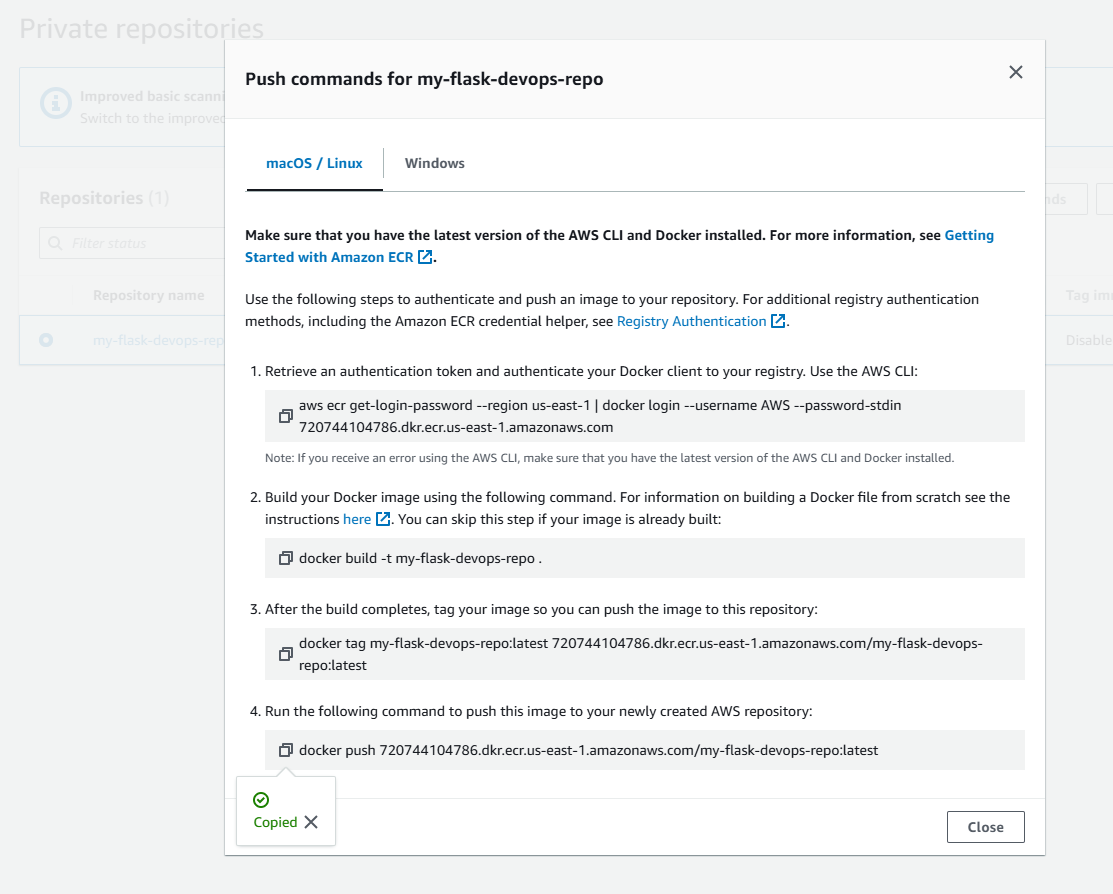 Private repositories
Push commands for my-flask-devops-repo
Improved basic
Switch to the improved
macOS / Linux
Windows
Repositories (1)
Filter status
Make sure that you have the latest version of the AWS CLI and Docker installed. For more information, see Getting
Started with Amazon ECR.
Repository name
Use the following steps to authenticate and push an image to your repository. For additional registry authentication
methods, including the Amazon ECR credential helper, see Registry Authentication.
Tag
my-flask-devops-rep
1. Retrieve an authentication token and authenticate your Docker client to your registry. Use the AWS CLI:
aws ecr get-login-password --region us-east-1 | docker login --username AWS --password-stdin
720744104786.dkr.ecr.us-east-1.amazonaws.com
Note: If you receive an error using the AWS CLI, make sure that you have the latest version of the AWS CLI and Docker installed.
2. Build your Docker image using the following command. For information on building a Docker file from scratch see the
instructions here. You can skip this step if your image is already built:
docker build -t my-flask-devops-repo .
3. After the build completes, tag your image so you can push the image to this repository:
docker tag my-flask-devops-repo:latest 720744104786.dkr.ecr.us-east-1.amazonaws.com/my-flask-devops-
repo:latest
4. Run the following command to push this image to your newly created AWS repository:
docker push 720744104786.dkr.ecr.us-east-1.amazonaws.com/my-flask-devops-repo:latest
Copied
Close